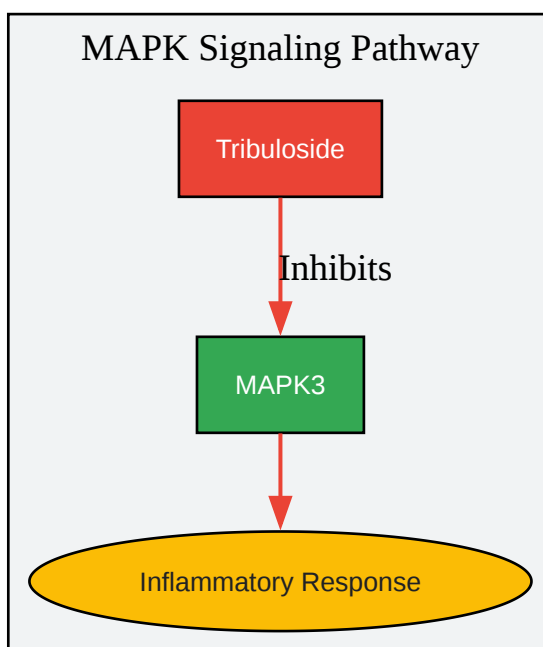 MAPK Signaling Pathway
Tribuloside
Inhibits
MAPK3
Inflammatory Response